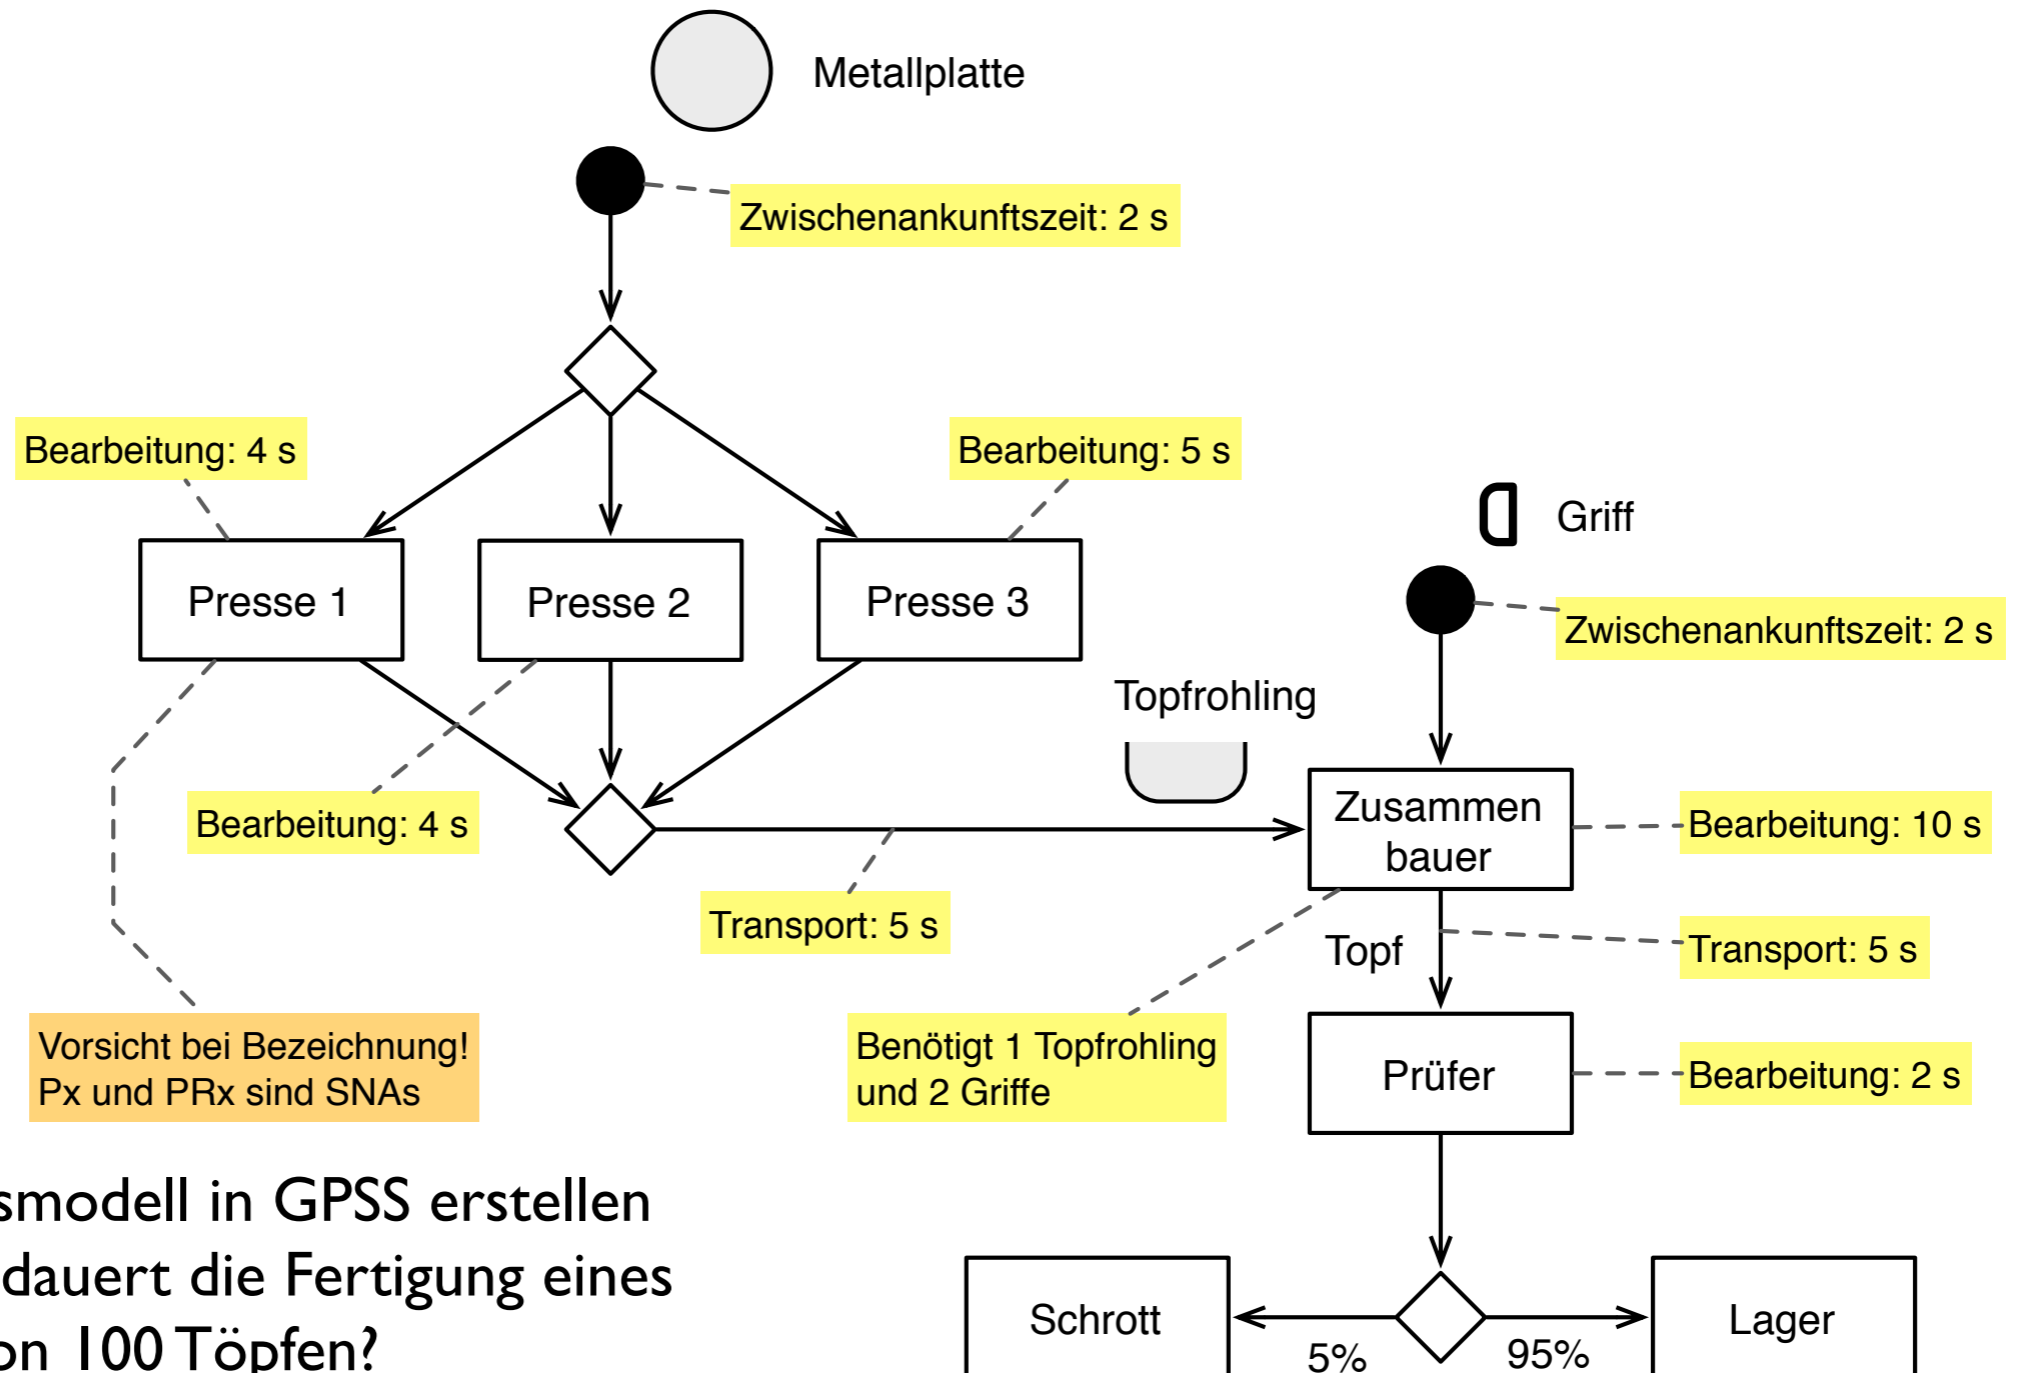 Metallplatte
Zwischenankunftszeit: 2 s
Bearbeitung: 4 s
Bearbeitung: 5 s
Griff
Presse 1
Presse 2
Presse 3
Zwischenankunftszeit: 2 s
Topfrohling
Bearbeitung: 4 s
Zusammen
bauer
Bearbeitung: 10 s
Transport: 5 s
Topf
Transport: 5 s
Vorsicht bei Bezeichnung!
Px und PRx sind SNAs
Benötigt 1 Topfrohling
und 2 Griffe
Prüfer
Bearbeitung: 2 s
smodell in GPSS erstellen
dauert die Fertigung eines
on 100 Töpfen?
Schrott
5%
95%
Lager